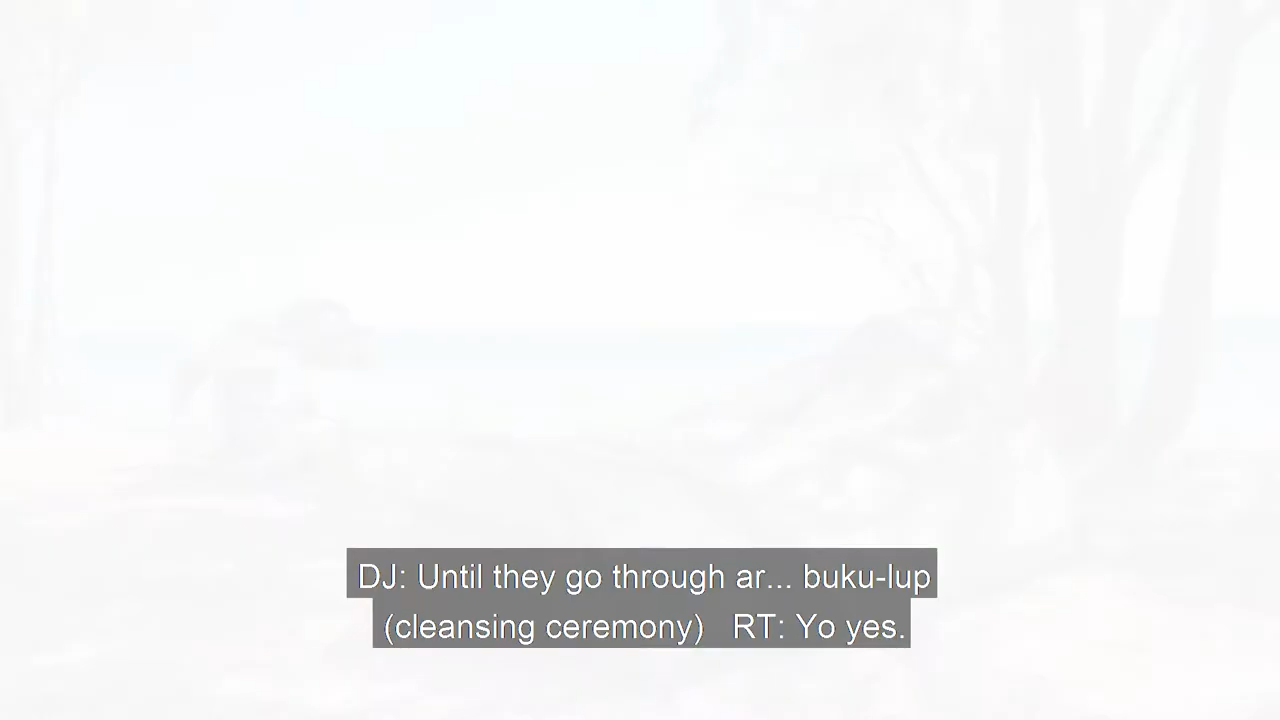 DJ: Until they go through ar... buku-lup
(cleansing ceremony)   RT: Yo yes.